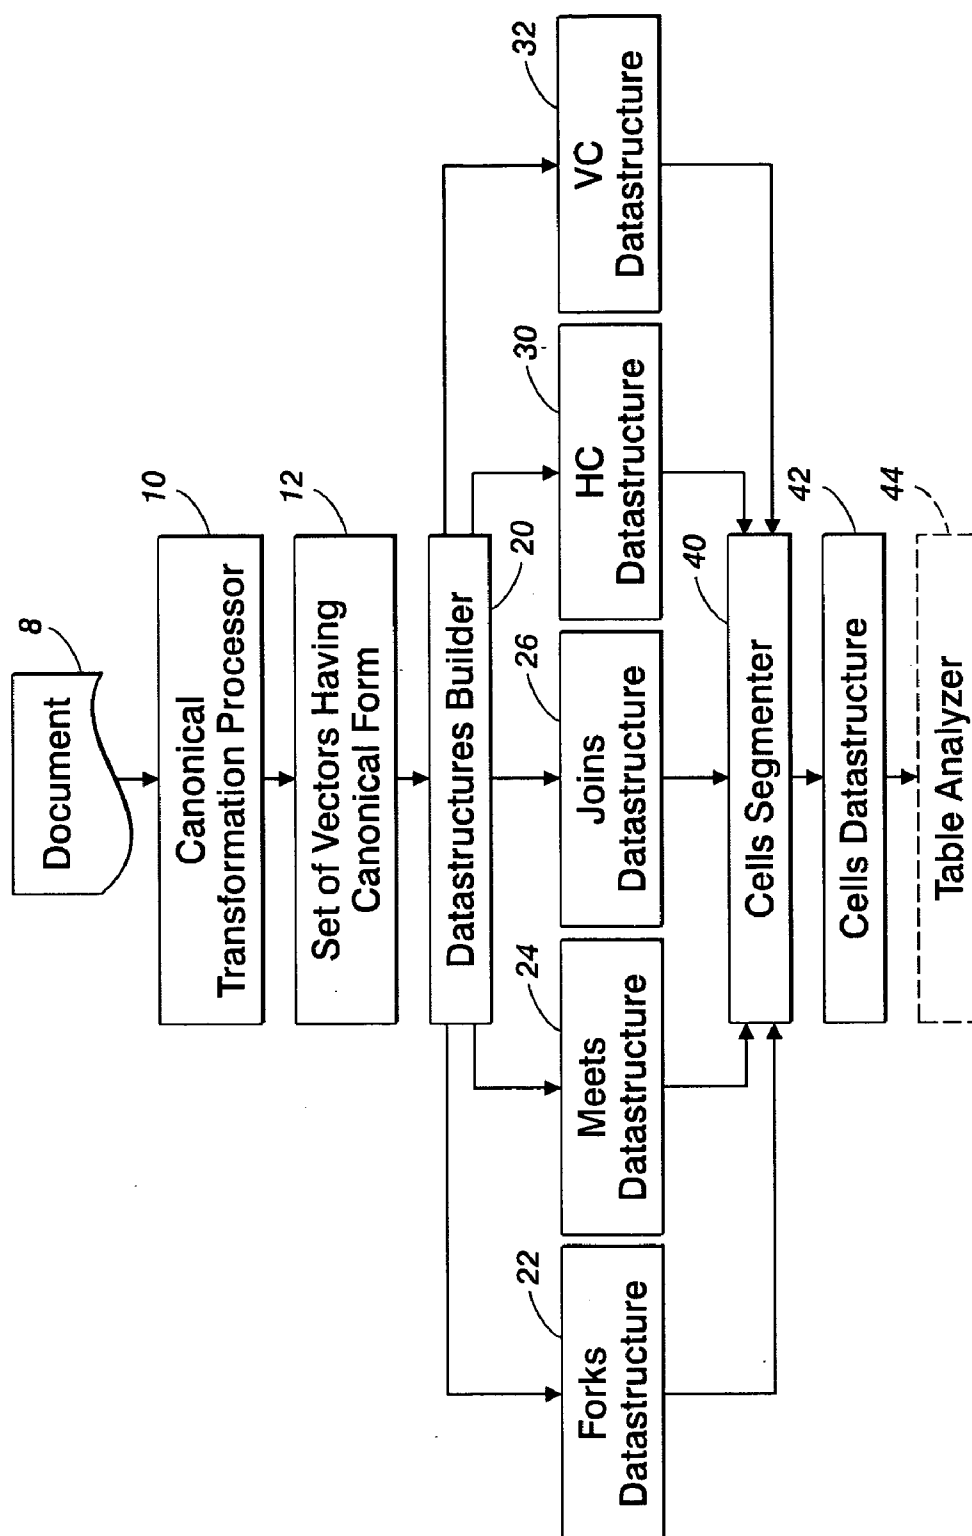 Document
8
Canonical
Transformation Processor
10
Set of Vectors Having
Canonical Form
12
Datastructures Builder
20
Forks
Datastructure
22
Meets
Datastructure
24
Joins
Datastructure
26
HC
Datastructure
30
VC
Datastructure
32
Cells Segmenter
40
Cells Datastructure
42
Table Analyzer
44